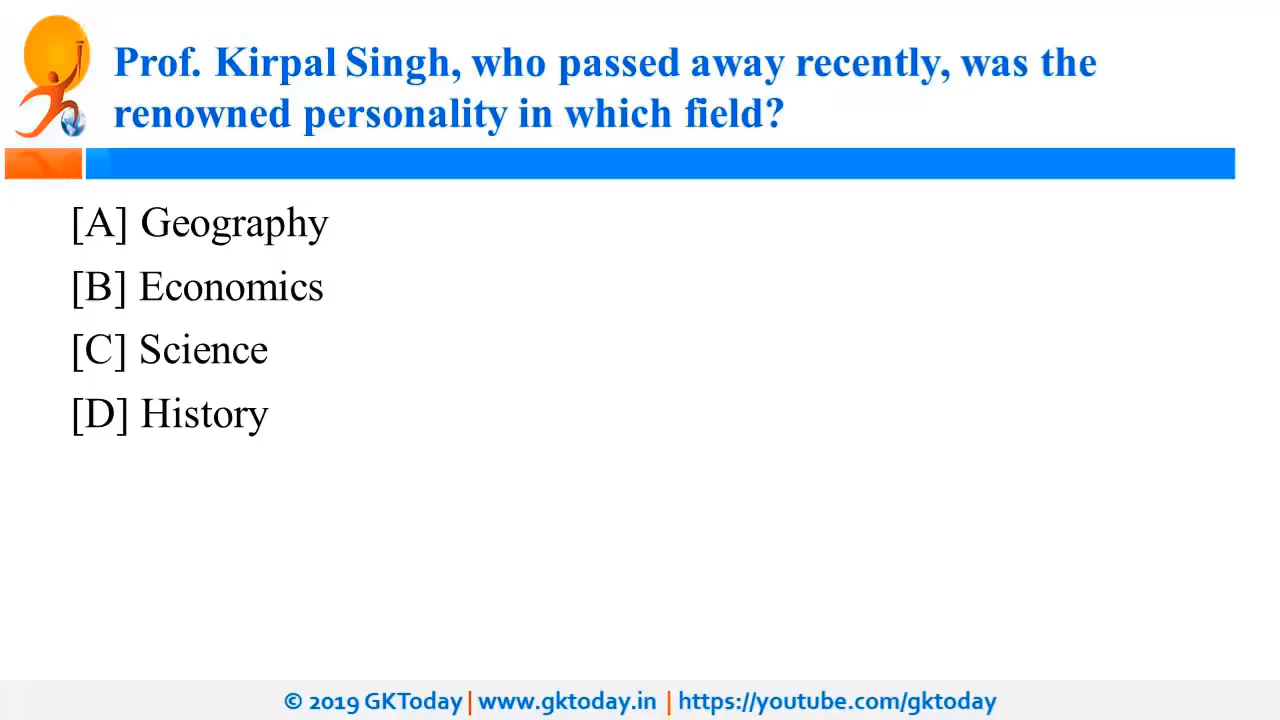 Prof. Kirpal Singh, who passed away recently, was the
renowned personality in which field?
[A] Geography
[B] Economics
[C] Science
[D] History
© 2019 GKToday | www.gktoday.in | https://youtube.com/gktoday